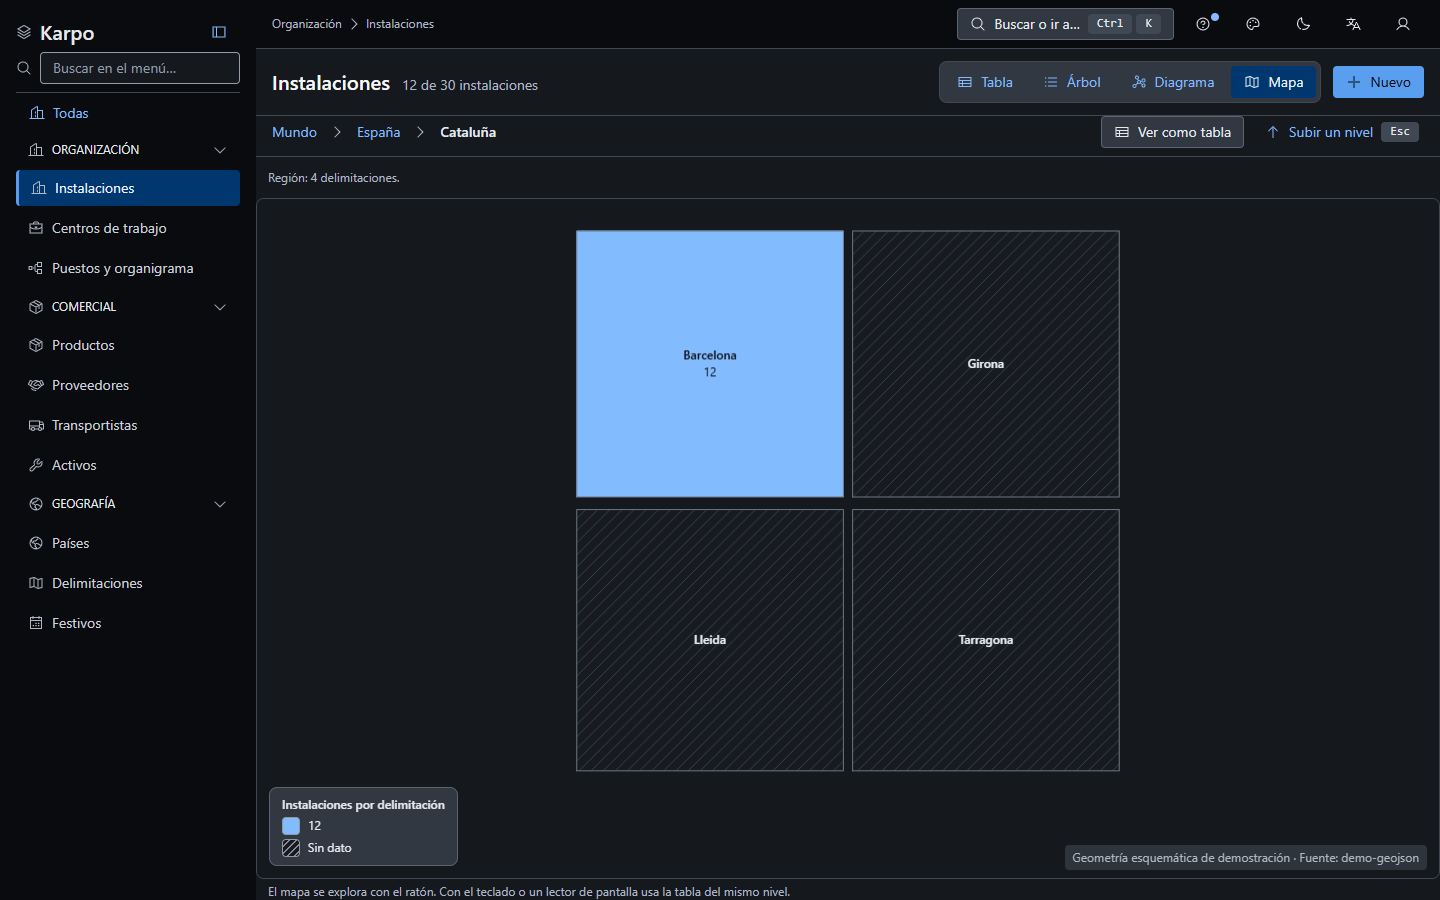 Karpo
Buscar en el menú...
Todas
ORGANIZACIÓN
Instalaciones
Centros de trabajo
Puestos y organigrama
COMERCIAL
Productos
Proveedores
Transportistas
Activos
GEOGRAFÍA
Países
Delimitaciones
Festivos
Organización > Instalaciones
Buscar o ir a... Ctrl K
Instalaciones 12 de 30 instalaciones
Tabla Árbol Diagrama Mapa Nuevo
Mundo > España > Cataluña
Ver como tabla Subir un nivel Esc
Región: 4 delimitaciones.
Barcelona
12
Girona
Lleida
Tarragona
Instalaciones por delimitación
12
Sin dato
Geometría esquemática de demostración · Fuente: demo-geojson
El mapa se explora con el ratón. Con el teclado o un lector de pantalla usa la tabla del mismo nivel.